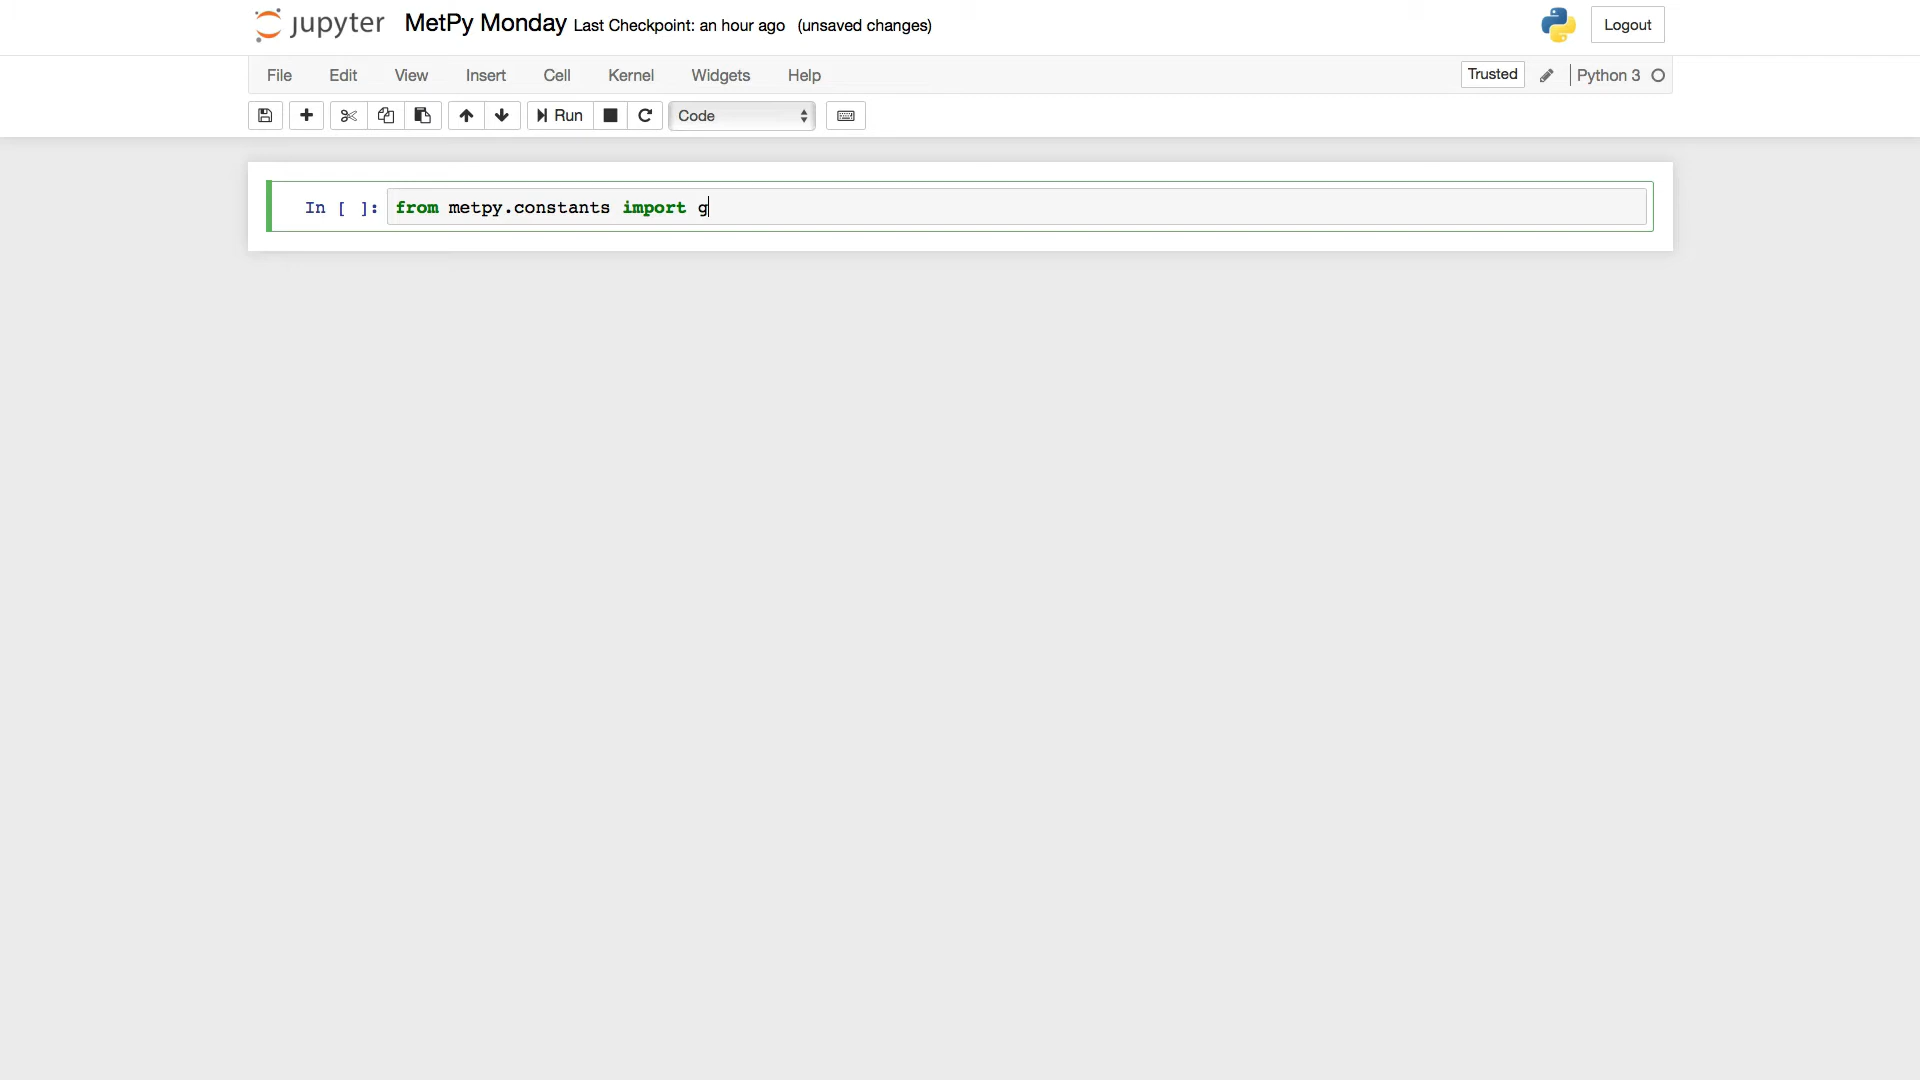 jupyter MetPy Monday Last Checkpoint: an hour ago (unsaved changes) Logout
File Edit View Insert Cell Kernel Widgets Help Trusted Python 3
Run Code
In [ ]: from metpy.constants import g